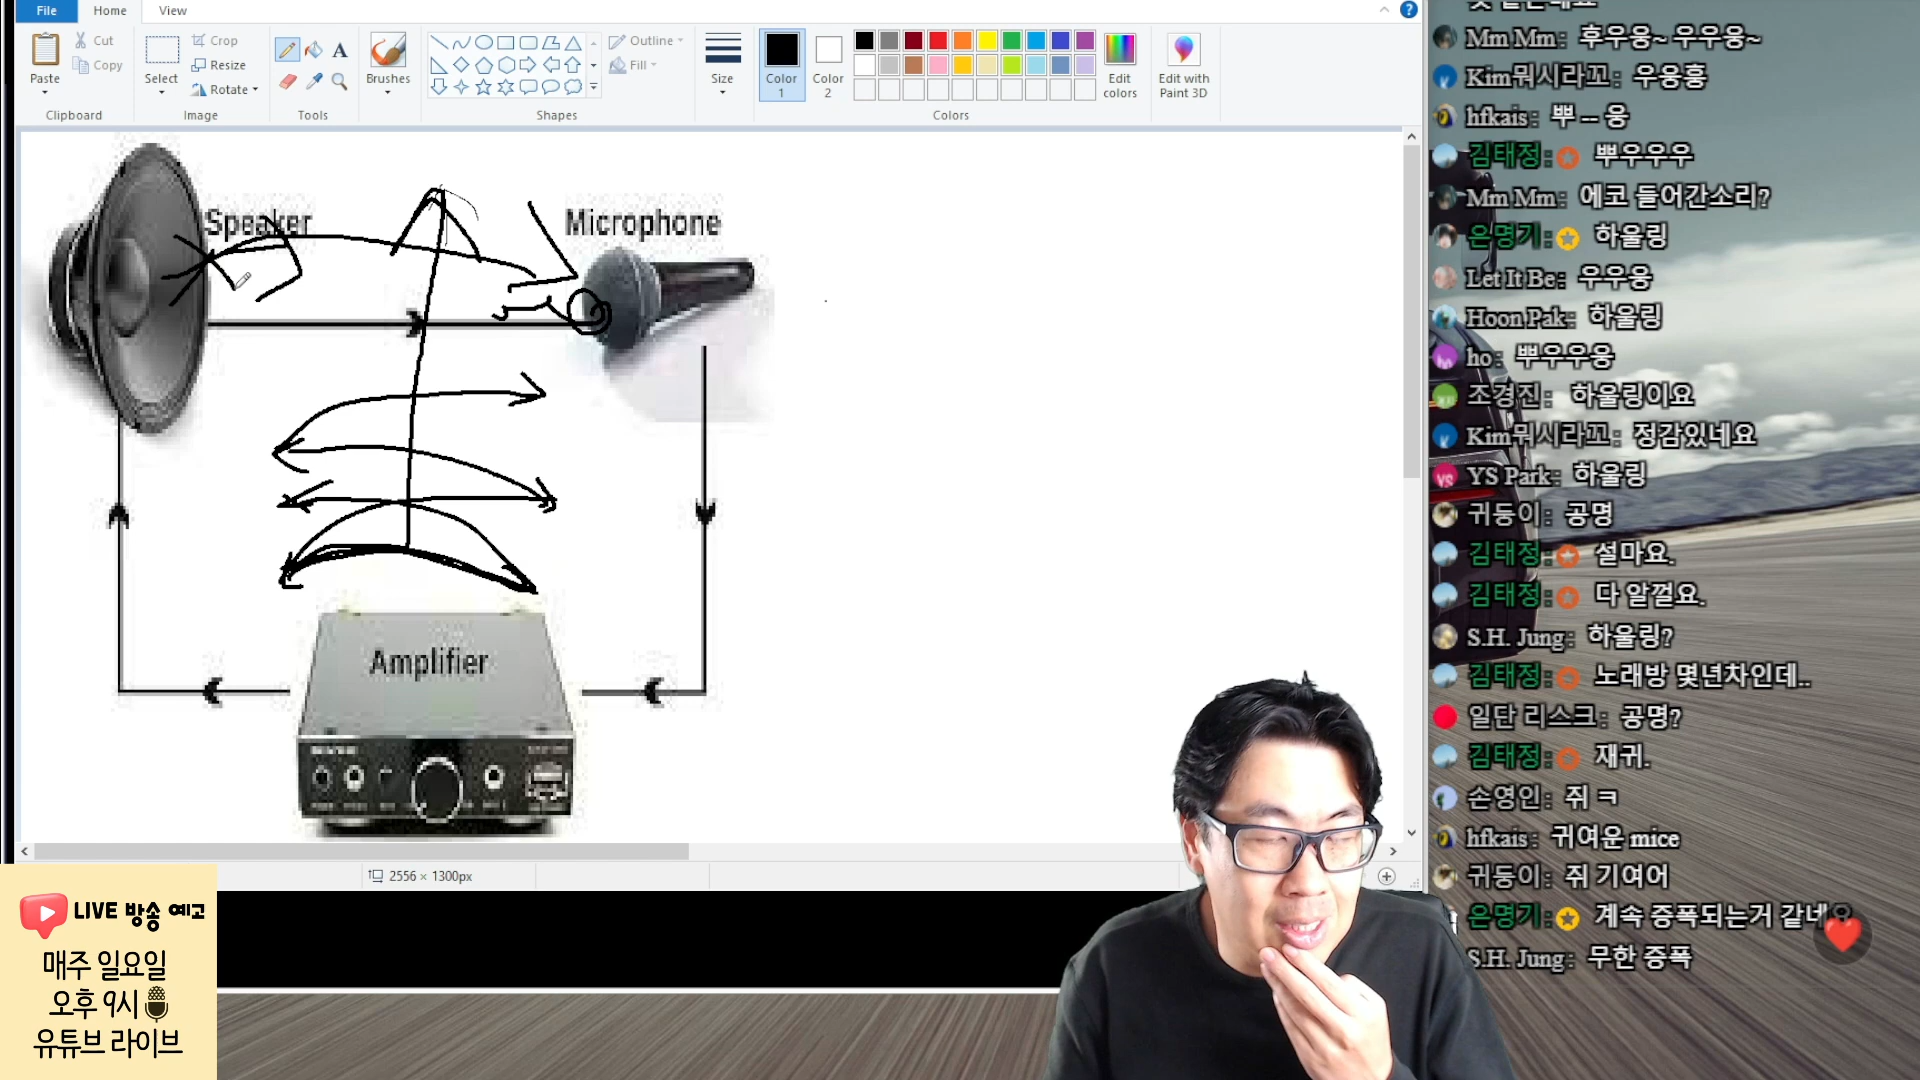 File
Home
View
Cut
Copy
Paste
Clipboard
Select
Crop
Resize
Rotate
Image
Tools
Brushes
Outline
Fill
Shapes
Size
Color
1
Color
2
Colors
Edit
colors
Edit with
Paint 3D
Speaker
Microphone
Amplifier
2556 × 1300px
LIVE 방송 예고
매주 일요일
오후 9시
유튜브 라이브
Mm Mm: 후우웅~ 우우웅~
Kim뭐시라꼬: 우웅흥
hfkais: 뿌 -- 웅
김태정: 뿌우우우
Mm Mm: 에코 들어간소리?
은명기: 하울링
Let It Be: 우우웅
Hoon Pak: 하울링
ho: 뿌우우웅
조경진: 하울링이요
Kim뭐시라꼬: 정감있네요
YS Park: 하울링
귀둥이: 공명
김태정: 설마요.
김태정: 다 알껄요.
S.H. Jung: 하울링?
김태정: 노래방 몇년차인데..
일단 리스크: 공명?
김태정: 재귀.
손영인: 쥐 ㅋ
hfkais: 귀여운 mice
귀둥이: 쥐 기여어
은명기: 계속 증폭되는거 같네요
S.H. Jung: 무한 증폭